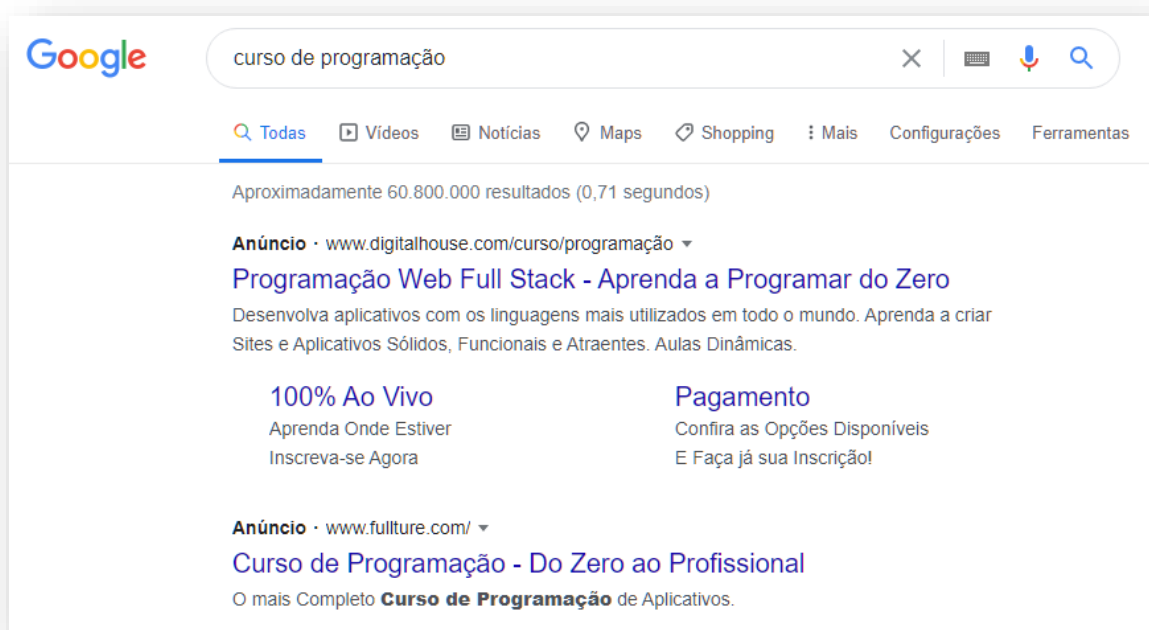 Google
curso de programação
Todas Vídeos Notícias Maps Shopping Mais Configurações Ferramentas
Aproximadamente 60.800.000 resultados (0,71 segundos)
Anúncio · www.digitalhouse.com/curso/programação
Programação Web Full Stack - Aprenda a Programar do Zero
Desenvolva aplicativos com os linguagens mais utilizados em todo o mundo. Aprenda a criar
Sites e Aplicativos Sólidos, Funcionais e Atraentes. Aulas Dinâmicas.
100% Ao Vivo
Aprenda Onde Estiver
Inscreva-se Agora
Pagamento
Confira as Opções Disponíveis
E Faça já sua Inscrição!
Anúncio · www.fullture.com/
Curso de Programação - Do Zero ao Profissional
O mais Completo Curso de Programação de Aplicativos.